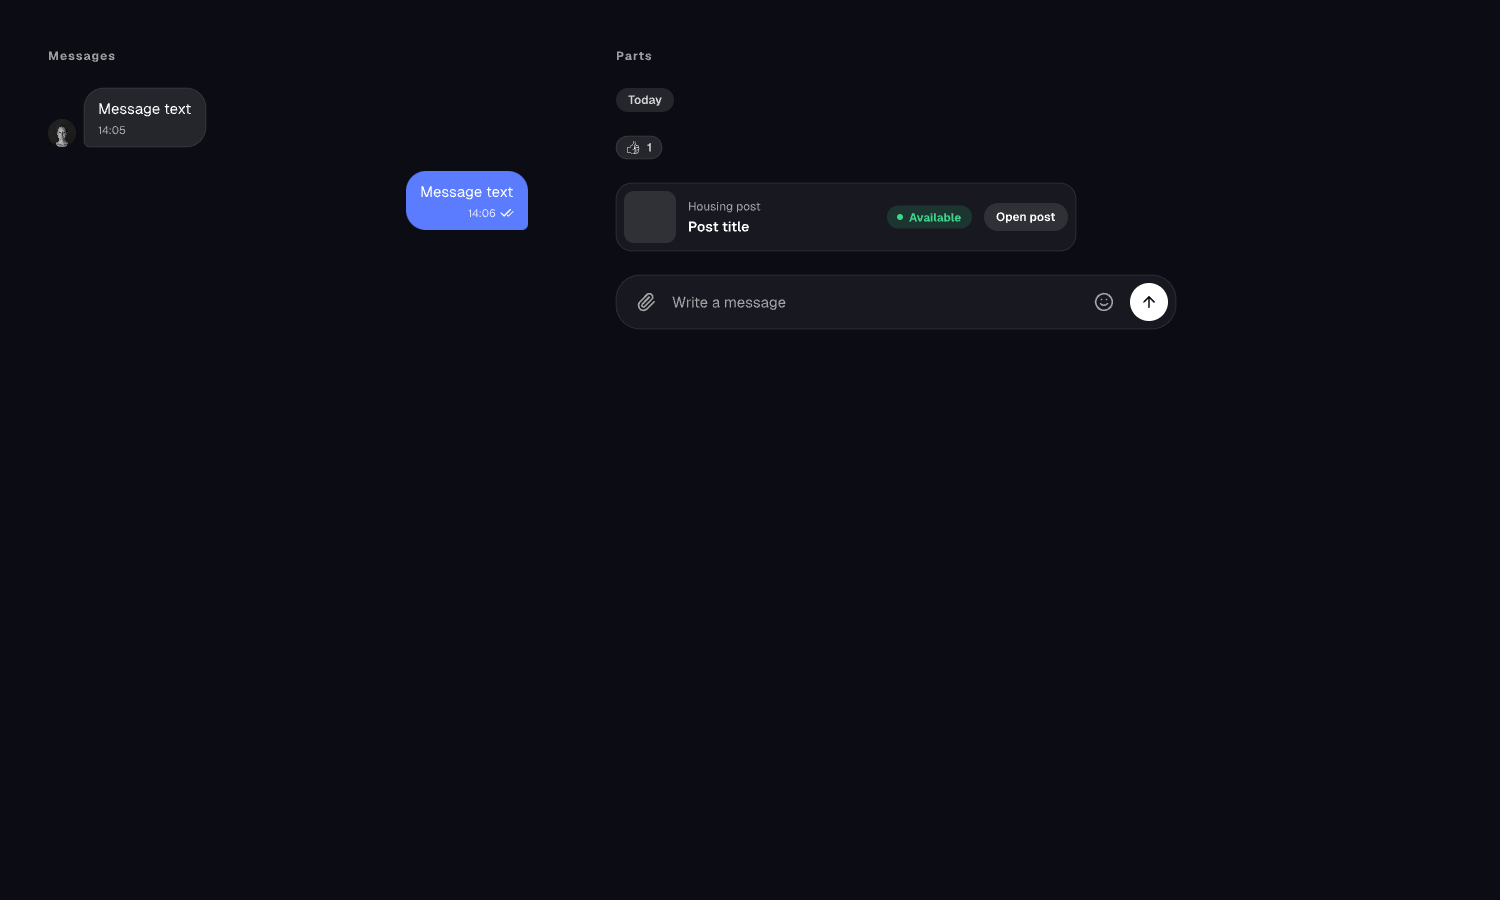 Messages
Message text
14:05
Message text
14:06
Parts
Today
1
Housing post
Post title
Available
Open post
Write a message